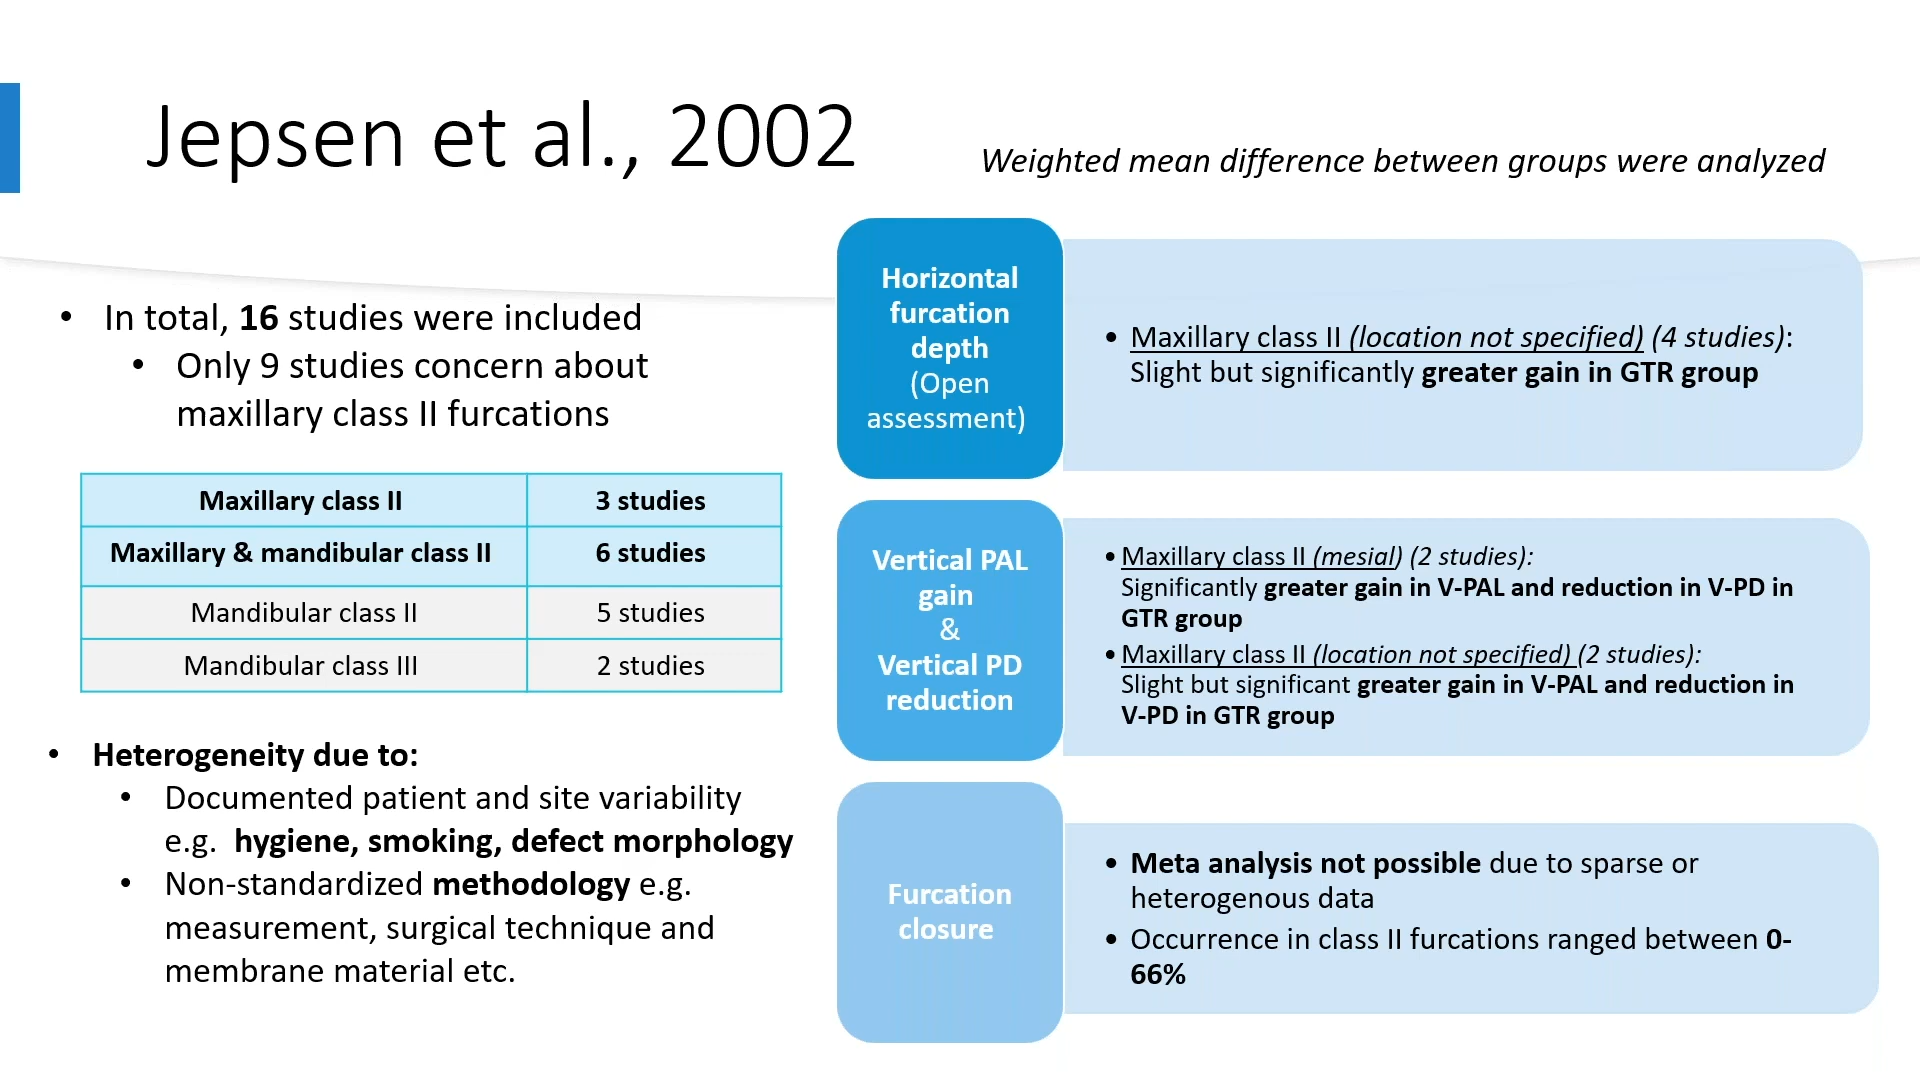 Jepsen et al., 2002
Weighted mean difference between groups were analyzed
• In total, 16 studies were included
• Only 9 studies concern about
maxillary class II furcations
Maxillary class II 3 studies
Maxillary & mandibular class II 6 studies
Mandibular class II 5 studies
Mandibular class III 2 studies
• Heterogeneity due to:
• Documented patient and site variability
e.g. hygiene, smoking, defect morphology
• Non-standardized methodology e.g.
measurement, surgical technique and
membrane material etc.
Horizontal
furcation
depth
(Open
assessment)
• Maxillary class II (location not specified) (4 studies):
Slight but significantly greater gain in GTR group
Vertical PAL
gain
&
Vertical PD
reduction
• Maxillary class II (mesial) (2 studies):
Significantly greater gain in V-PAL and reduction in V-PD in
GTR group
• Maxillary class II (location not specified) (2 studies):
Slight but significant greater gain in V-PAL and reduction in
V-PD in GTR group
Furcation
closure
• Meta analysis not possible due to sparse or
heterogenous data
• Occurrence in class II furcations ranged between 0-
66%